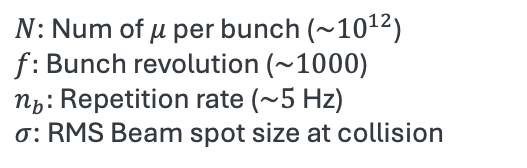 N: Num of μ per bunch (~10¹²)
f: Bunch revolution (~1000)
n_b: Repetition rate (~5 Hz)
σ: RMS Beam spot size at collision